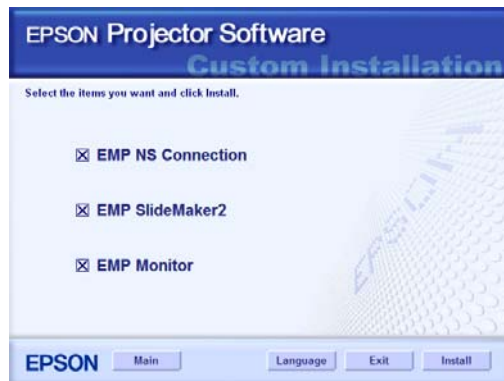 EPSON Projector Software
Custom Installation
Select the items you want and click Install.
EMP NS Connection
EMP SlideMaker2
EMP Monitor
EPSON
EPSON Main Language Exit Install